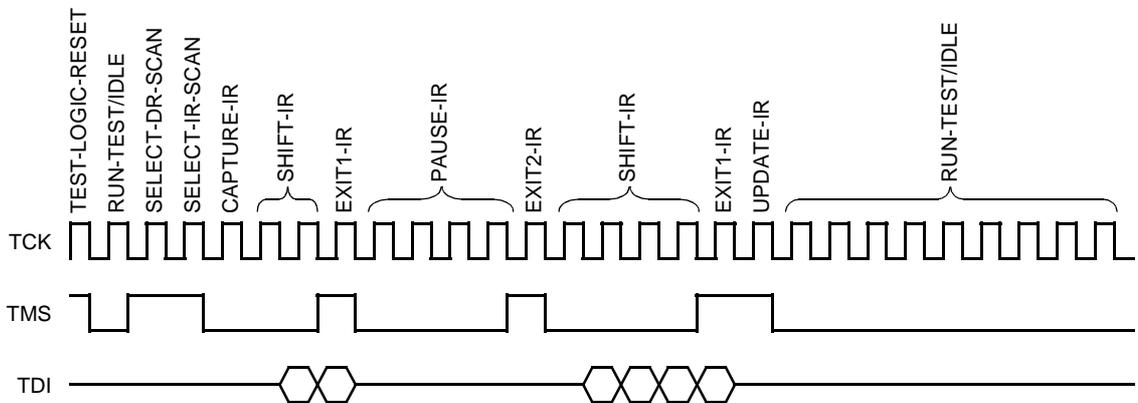 TEST-LOGIC-RESET
RUN-TEST/IDLE
SELECT-DR-SCAN
SELECT-IR-SCAN
CAPTURE-IR
SHIFT-IR
EXIT1-IR
PAUSE-IR
EXIT2-IR
SHIFT-IR
EXIT1-IR
UPDATE-IR
RUN-TEST/IDLE
TCK
TMS
TDI